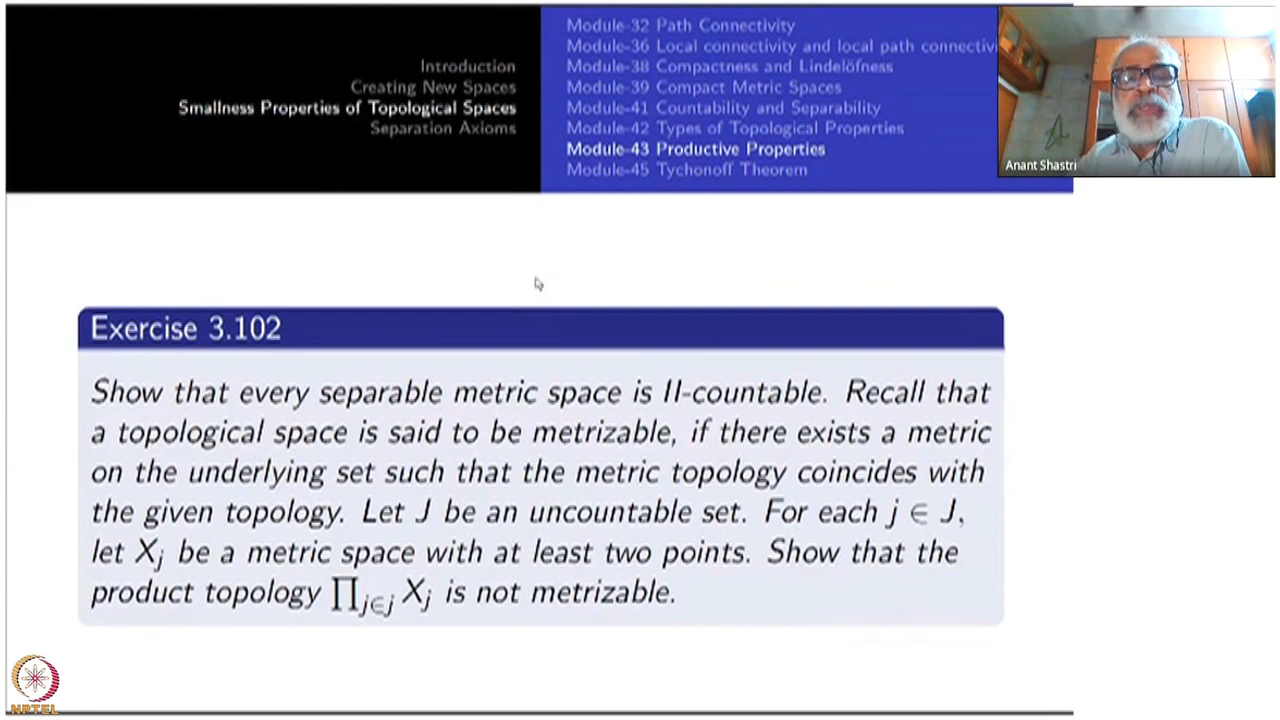 Introduction
Creating New Spaces
Smallness Properties of Topological Spaces
Separation Axioms
Module-32 Path Connectivity
Module-36 Local connectivity and local path connectiv
Module-38 Compactness and Lindelöfness
Module-39 Compact Metric Spaces
Module-41 Countability and Separability
Module-42 Types of Topological Properties
Module-43 Productive Properties
Module-45 Tychonoff Theorem
Anant Shastri
Exercise 3.102
Show that every separable metric space is II-countable. Recall that
a topological space is said to be metrizable, if there exists a metric
on the underlying set such that the metric topology coincides with
the given topology. Let J be an uncountable set. For each j ∈ J,
let X_j be a metric space with at least two points. Show that the
product topology ∏_{j∈j} X_j is not metrizable.
NPTEL